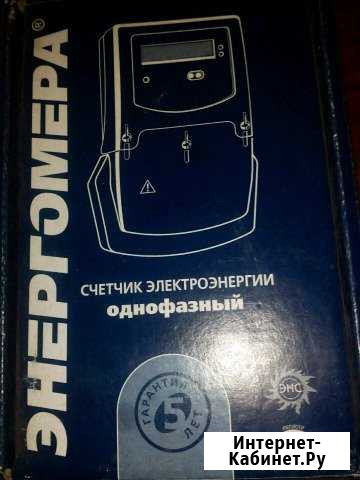 ЭНЕРГОМЕРА®
СЧЕТЧИК ЭЛЕКТРОЭНЕРГИИ
однофазный
ГАРАНТИЯ
5
ЛЕТ
ЭНС
Интернет-
Кабинет.Ру